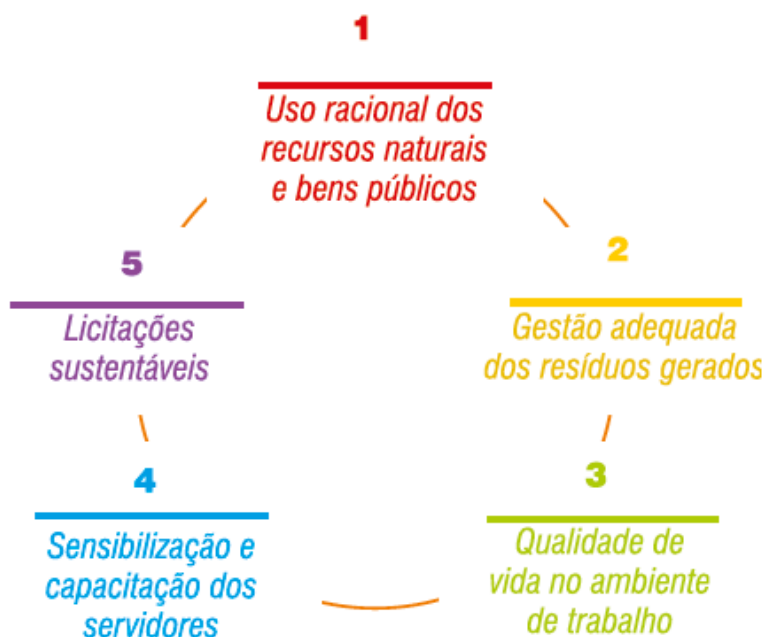 1
Uso racional dos
recursos naturais
e bens públicos
2
Gestão adequada
dos resíduos gerados
3
Qualidade de
vida no ambiente
de trabalho
4
Sensibilização e
capacitação dos
servidores
5
Licitações
sustentáveis